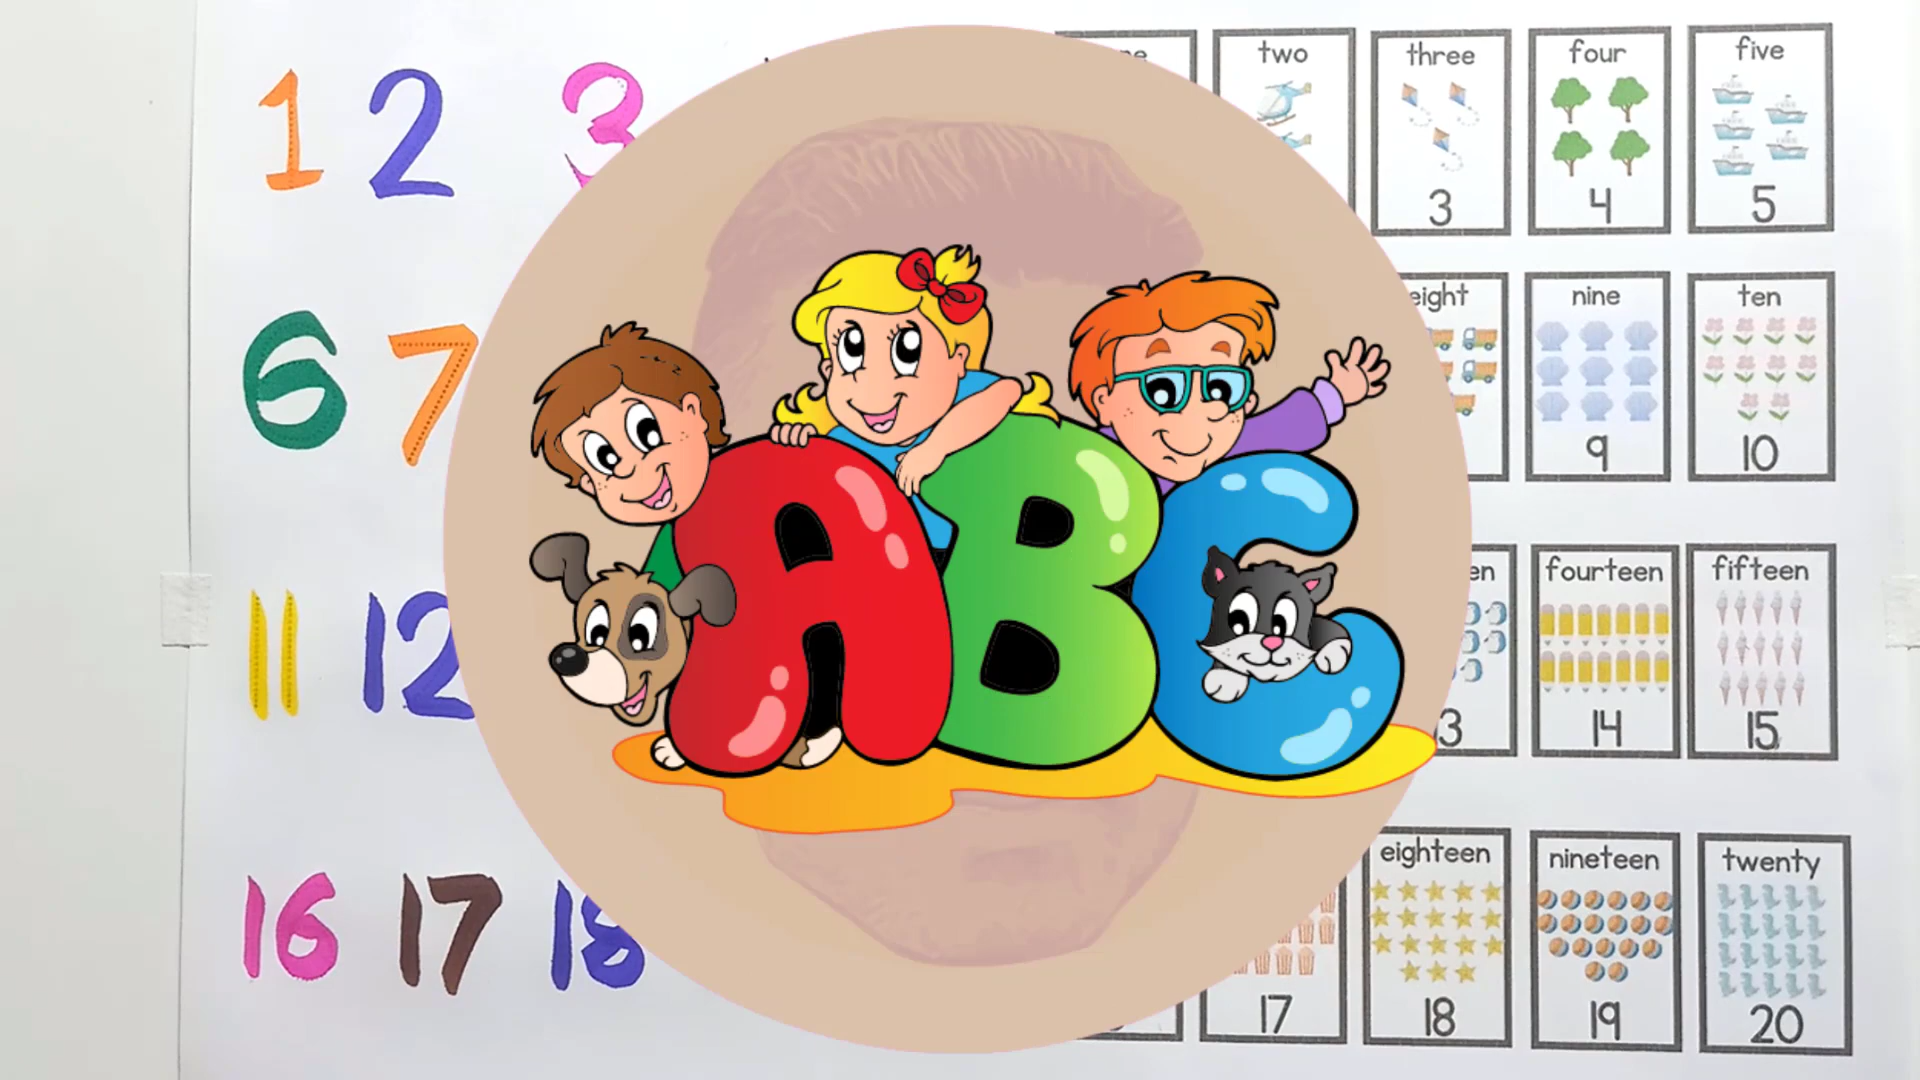 1 2 3
6 7
11 12
16 17 18
ABC
two three four five
3 4 5
eight nine ten
9 10
fourteen fifteen
14 15
eighteen nineteen twenty
17 18 19 20